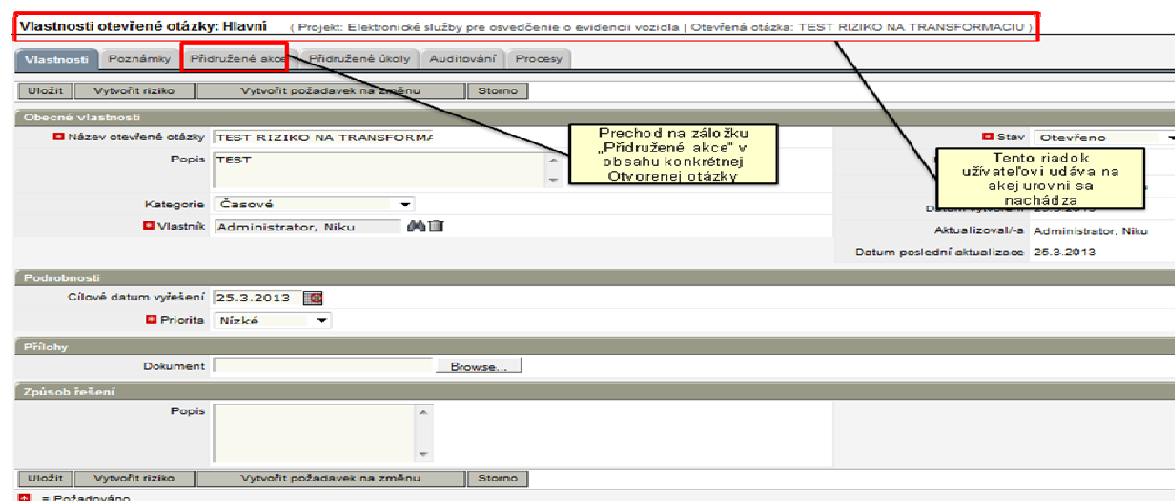 Vlastnosti otevřené otázky: Hlavní ( Projekt: Elektronické služby pre osvedčenie o evidencii vozidla | Otevřená otázka: TEST RIZIKO NA TRANSFORMACIU )
Vlastnosti Poznámky Přidružené akce Přidružené úkoly Auditování Procesy
Uložit Vytvořit riziko Vytvořit požadavek na změnu Storno
Obecné vlastnosti
Název otevřené otázky TEST RIZIKO NA TRANSFORMA
Stav Otevřeno
Popis TEST
Prechod na záložku
„Přidružené akce" v
obsahu konkrétnej
Otvorenej otázky
Tento riadok
užívateľovi udáva na
akej urovni sa
nachádza
Kategorie Časové
Vlastník Administrator, Niku
Aktualizoval/-a Administrator, Niku
Datum poslední aktualizace 25.3.2013
Podrobnosti
Cílové datum vyřešení 25.3.2013
Priorita Nízké
Přílohy
Dokument Browse...
Způsob řešení
Popis
Uložit Vytvořit riziko Vytvořit požadavek na změnu Storno
= Požadováno